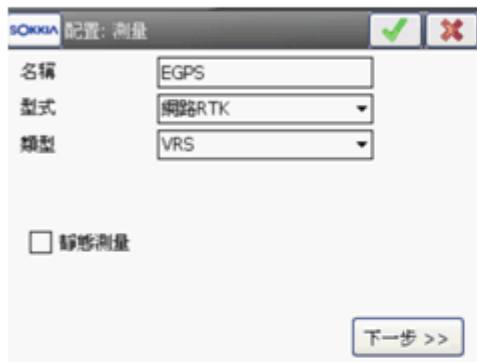 SOKKIA 配置: 測量
名稱 EGPS
型式 網路RTK
類型 VRS
靜態測量
下一步 >>